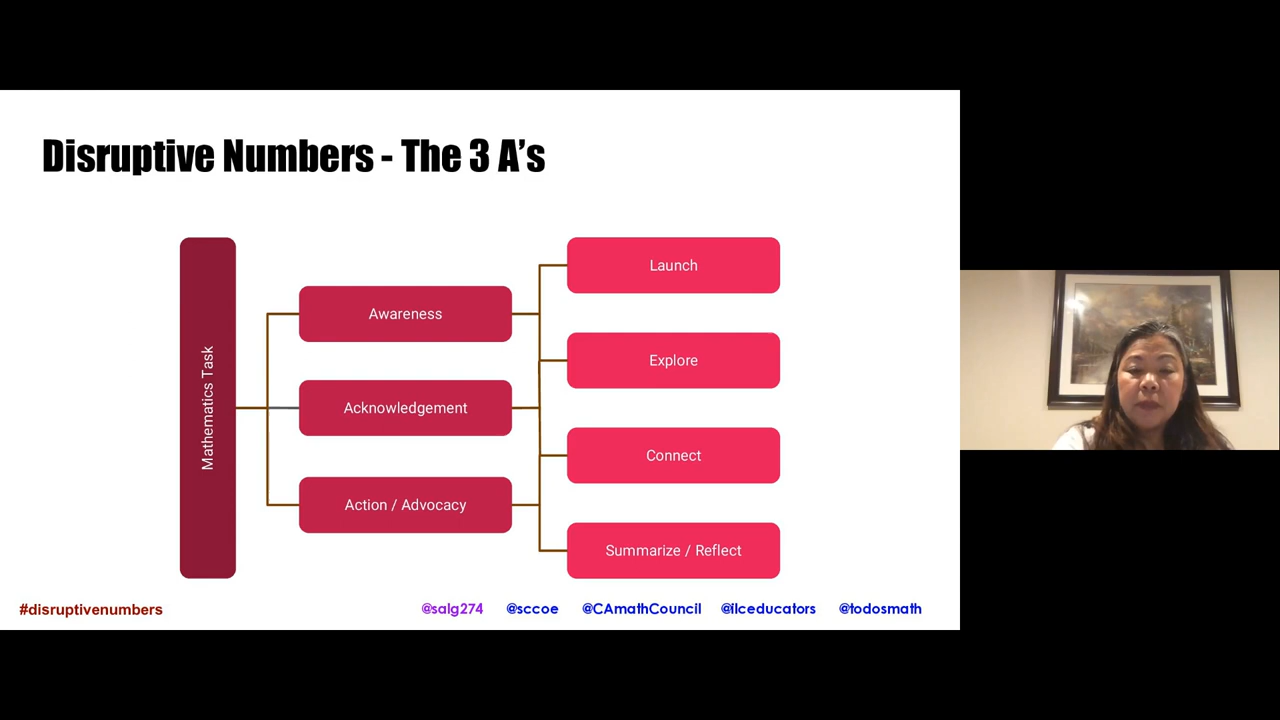 Disruptive Numbers - The 3 A's
Mathematics Task
Awareness
Acknowledgement
Action / Advocacy
Launch
Explore
Connect
Summarize / Reflect
#disruptivenumbers
@salg274 @sccoe @CAmathCouncil @ilceducators @todosmath